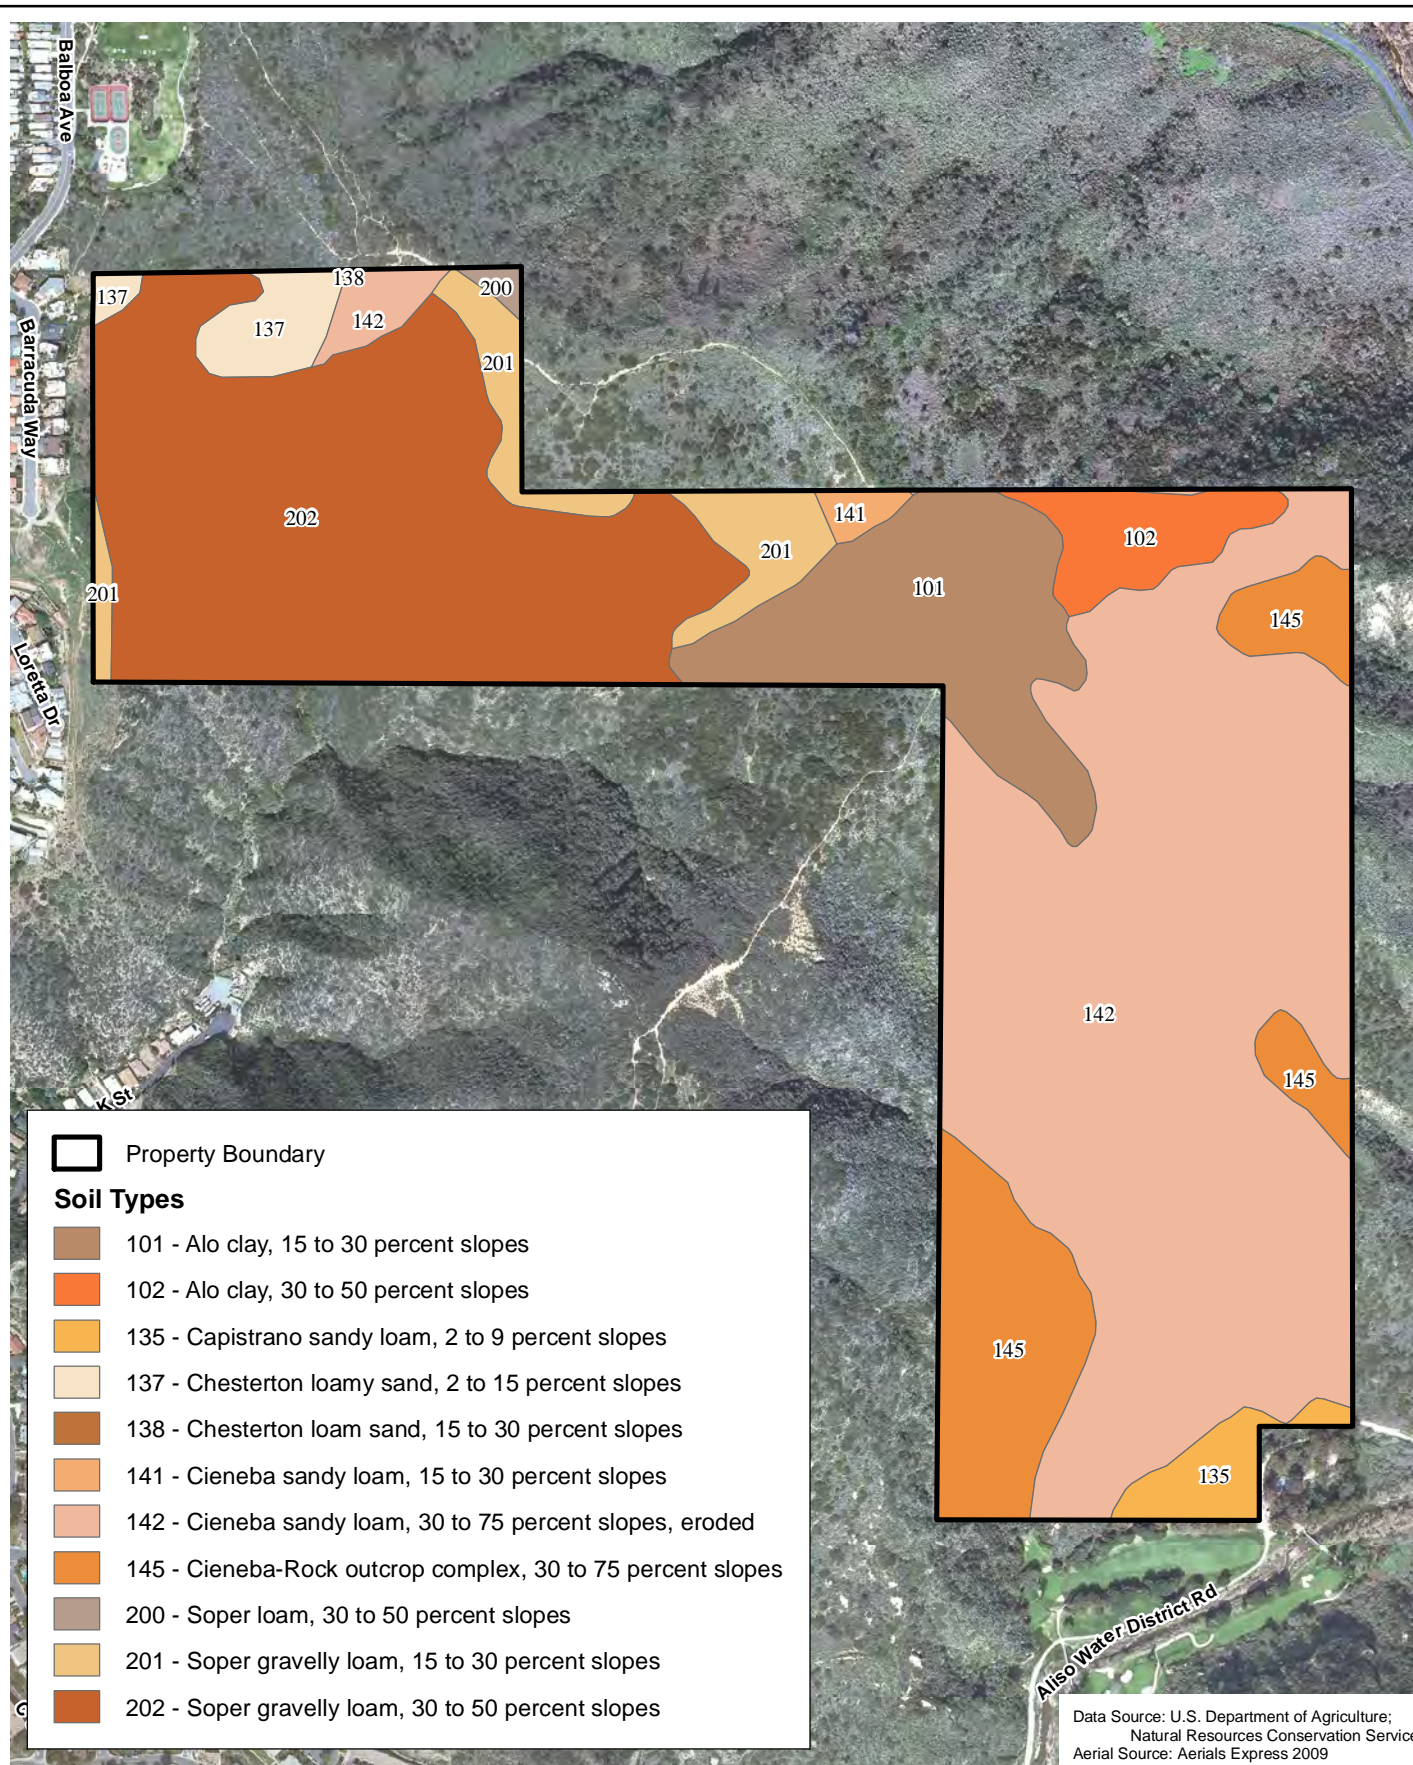 Balboa Ave
138
200
137
142
137
201
Barracuda Way
202
141
201
102
101
201
145
Loretta Dr
142
145
K St
Property Boundary
Soil Types
101 - Alo clay, 15 to 30 percent slopes
102 - Alo clay, 30 to 50 percent slopes
135 - Capistrano sandy loam, 2 to 9 percent slopes
137 - Chesterton loamy sand, 2 to 15 percent slopes
138 - Chesterton loam sand, 15 to 30 percent slopes
141 - Cieneba sandy loam, 15 to 30 percent slopes
142 - Cieneba sandy loam, 30 to 75 percent slopes, eroded
145 - Cieneba-Rock outcrop complex, 30 to 75 percent slopes
200 - Soper loam, 30 to 50 percent slopes
201 - Soper gravelly loam, 15 to 30 percent slopes
202 - Soper gravelly loam, 30 to 50 percent slopes
145
135
Aliso Water District Rd
Data Source: U.S. Department of Agriculture;
Natural Resources Conservation Service
Aerial Source: Aerials Express 2009